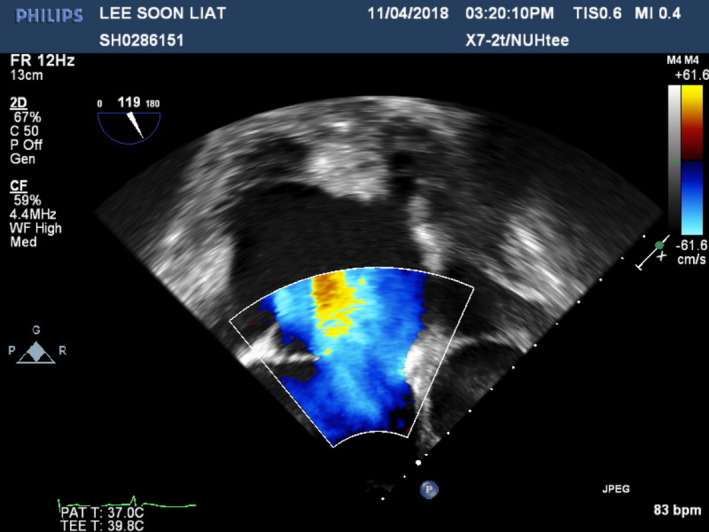 PHILIPS
LEE SOON LIAT
11/04/2018 03:20:10PM TIS0.6 MI 0.4
SH0286151
X7-2t/NUHtee
FR 12Hz
13cm
M4 M4
+61.6
2D
67%
C 50
P Off
Gen
0 119 180
CF
59%
4.4MHz
WF High
Med
-61.6
cm/s
x
G
P R
P
JPEG
PAT T: 37.0C
TEE T: 39.8C
83 bpm